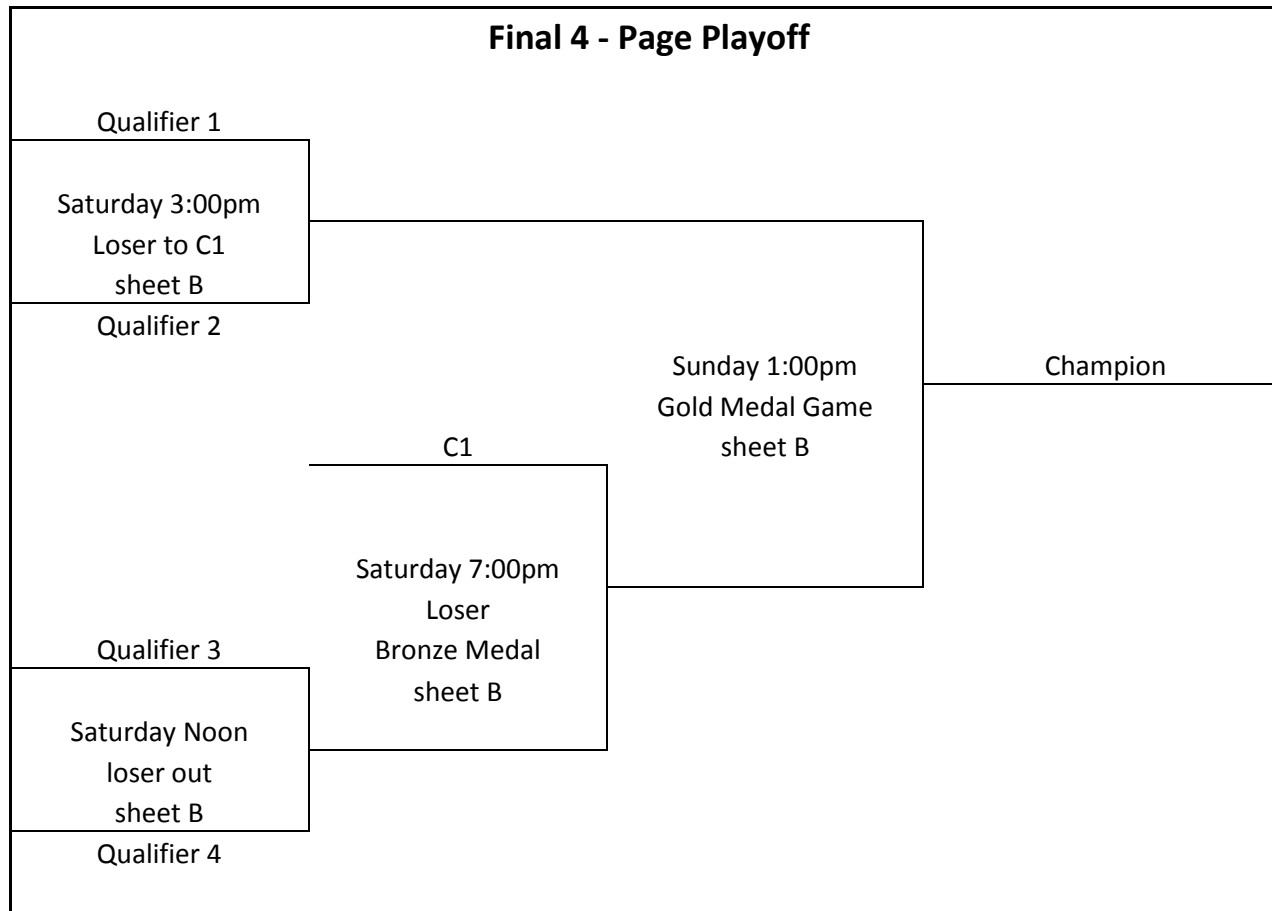 Final 4 - Page Playoff
Qualifier 1
Saturday 3:00pm
Loser to C1
sheet B
Qualifier 2
Sunday 1:00pm
Gold Medal Game
sheet B
Champion
C1
Saturday 7:00pm
Loser
Bronze Medal
sheet B
Qualifier 3
Saturday Noon
loser out
sheet B
Qualifier 4